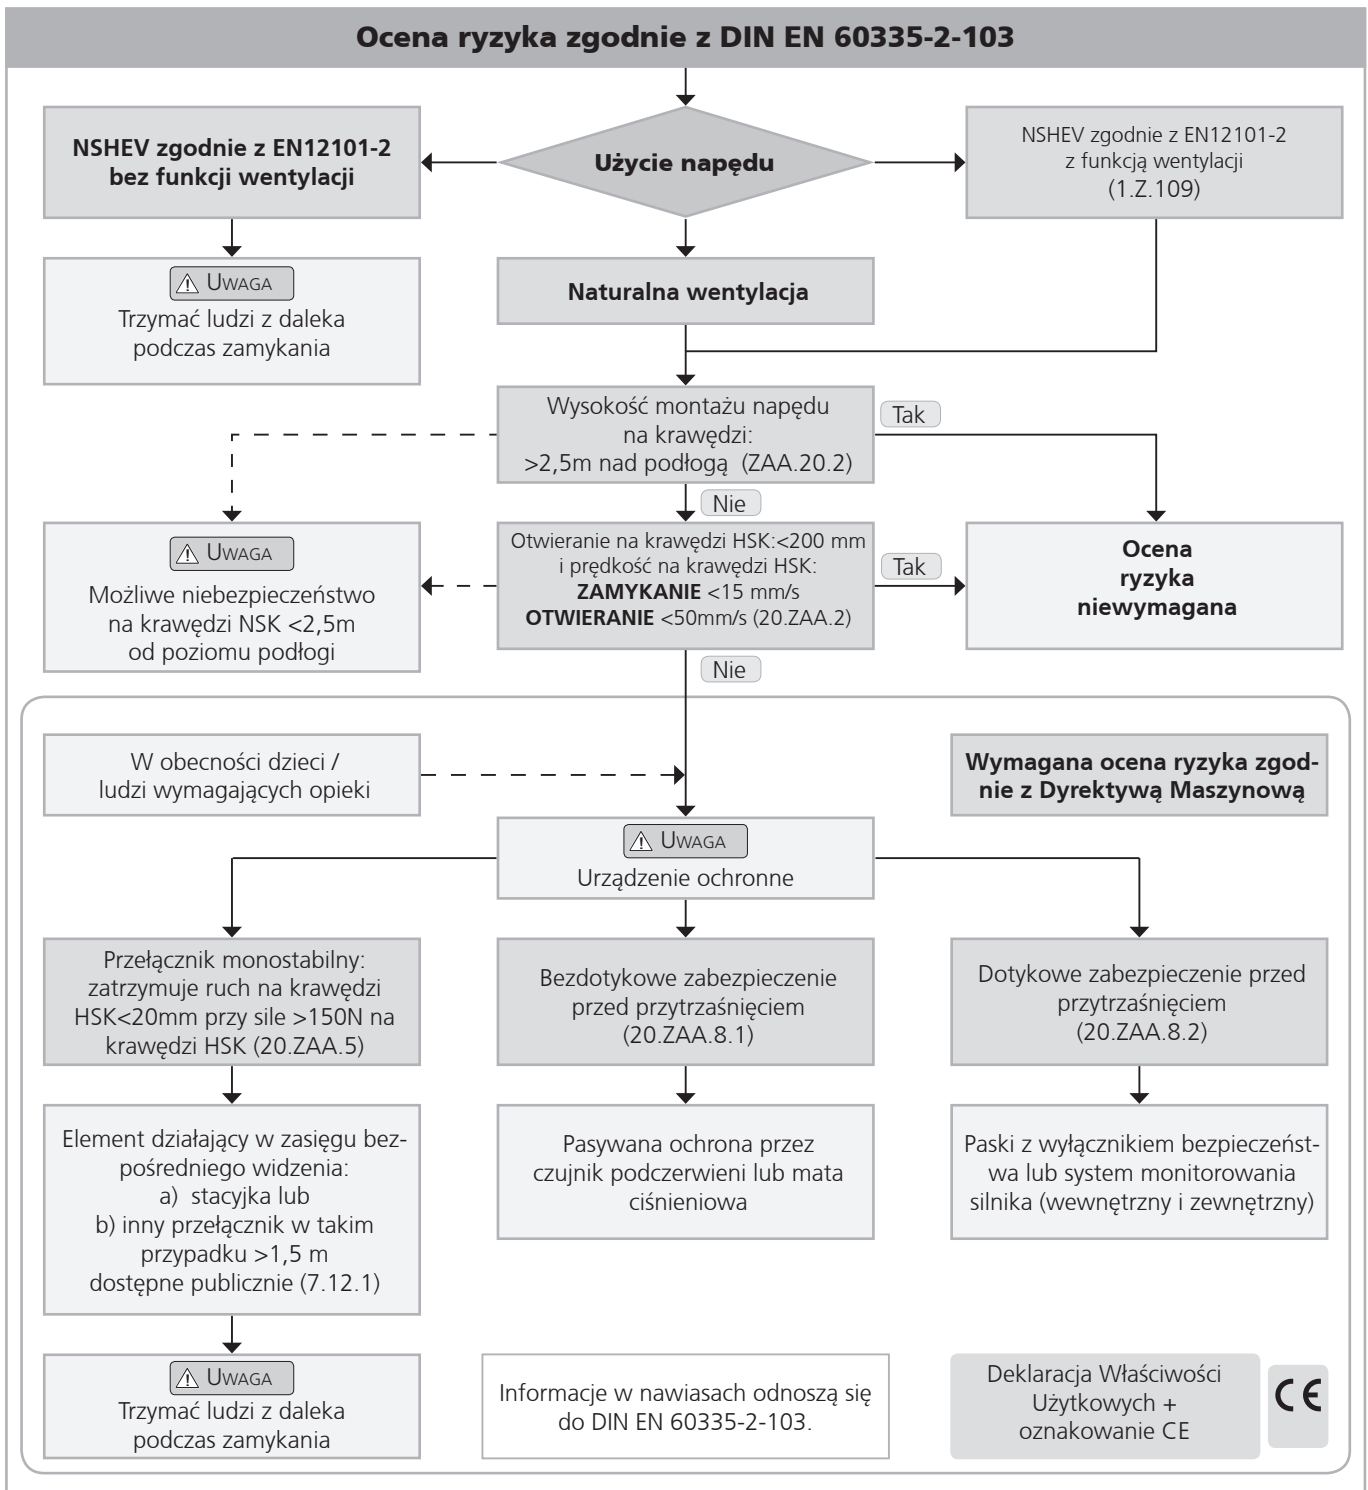 Ocena ryzyka zgodnie z DIN EN 60335-2-103
NSHEV zgodnie z EN12101-2
bez funkcji wentylacji
Użycie napędu
NSHEV zgodnie z EN12101-2
z funkcją wentylacji
(1.Z.109)
UWAGA
Trzymać ludzi z daleka
podczas zamykania
Naturalna wentylacja
Wysokość montażu napędu
na krawędzi:
>2,5m nad podłogą (ZAA.20.2)
Tak
Nie
UWAGA
Możliwe niebezpieczeństwo
na krawędzi NSK <2,5m
od poziomu podłogi
Otwieranie na krawędzi HSK:<200 mm
i prędkość na krawędzi HSK:
ZAMYKANIE <15 mm/s
OTWIERANIE <50mm/s (20.ZAA.2)
Tak
Ocena
ryzyka
niewymagana
Nie
W obecności dzieci /
ludzi wymagających opieki
Wymagana ocena ryzyka zgod-
nie z Dyrektywą Maszynową
UWAGA
Urządzenie ochronne
Przełącznik monostabilny:
zatrzymuje ruch na krawędzi
HSK<20mm przy sile >150N na
krawędzi HSK (20.ZAA.5)
Bezdotykowe zabezpieczenie
przed przytrzaśnięciem
(20.ZAA.8.1)
Dotykowe zabezpieczenie przed
przytrzaśnięciem
(20.ZAA.8.2)
Element działający w zasięgu bez-
pośredniego widzenia:
a) stacyjka lub
b) inny przełącznik w takim
przypadku >1,5 m
dostępne publicznie (7.12.1)
Pasywana ochrona przez
czujnik podczerwieni lub mata
ciśnieniowa
Paski z wyłącznikiem bezpieczeńst-
wa lub system monitorowania
silnika (wewnętrzny i zewnętrzny)
UWAGA
Trzymać ludzi z daleka
podczas zamykania
Informacje w nawiasach odnoszą się
do DIN EN 60335-2-103.
Deklaracja Właściwości
Użytkowych +
oznakowanie CE
CE